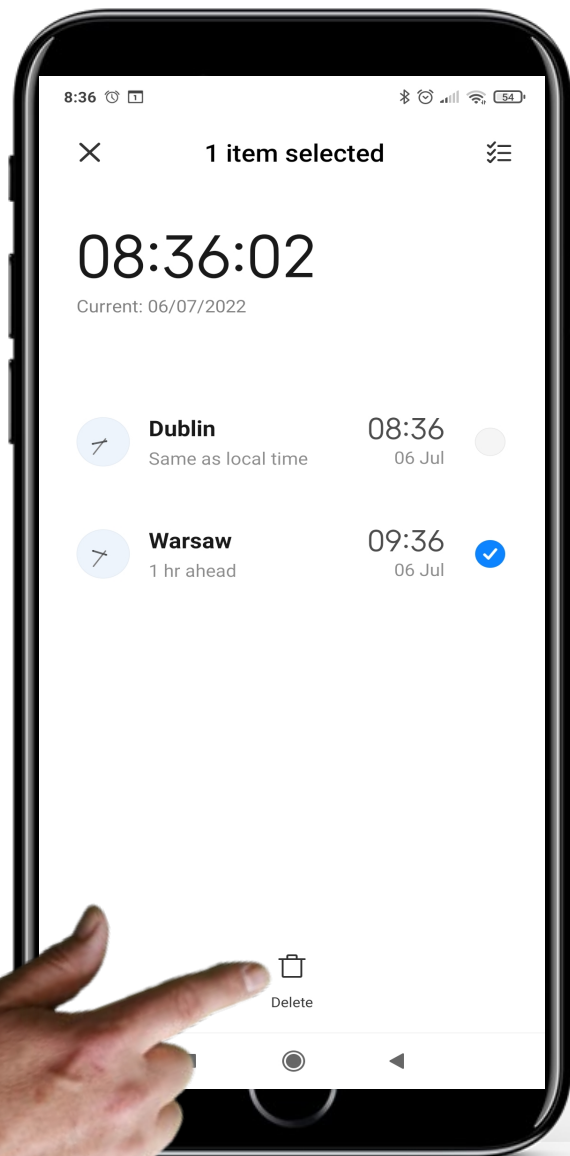 8:36
54
1 item selected
08:36:02
Current: 06/07/2022
Dublin
08:36
Same as local time
06 Jul
Warsaw
09:36
1 hr ahead
06 Jul
Delete